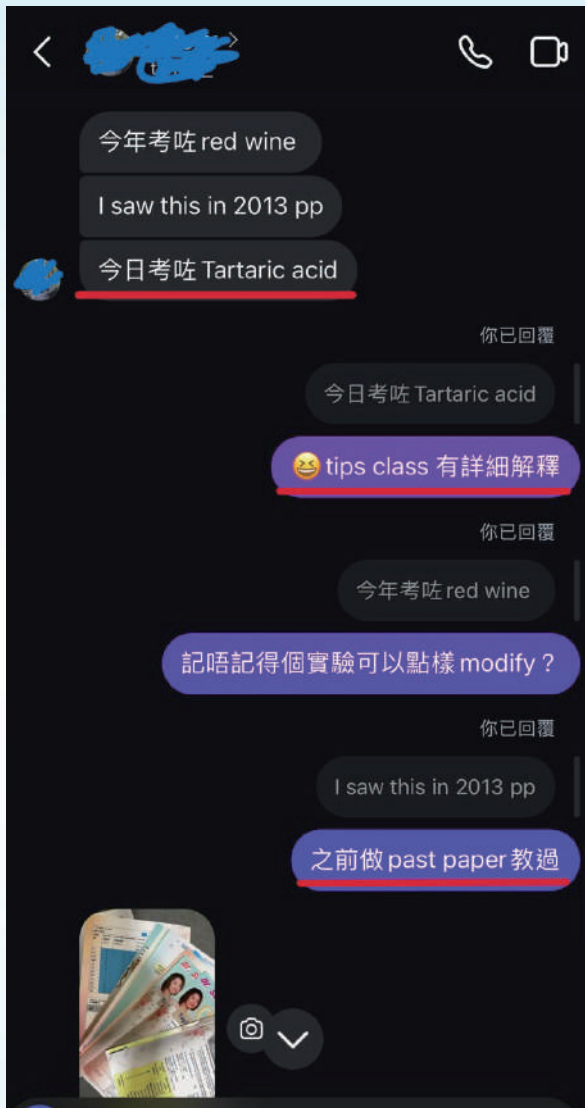 今年考咗 red wine
I saw this in 2013 pp
今日考咗 Tartaric acid
你已回覆
今日考咗 Tartaric acid
😆 tips class 有詳細解釋
你已回覆
今年考咗 red wine
記唔記得個實驗可以點樣 modify？
你已回覆
I saw this in 2013 pp
之前做 past paper 教過